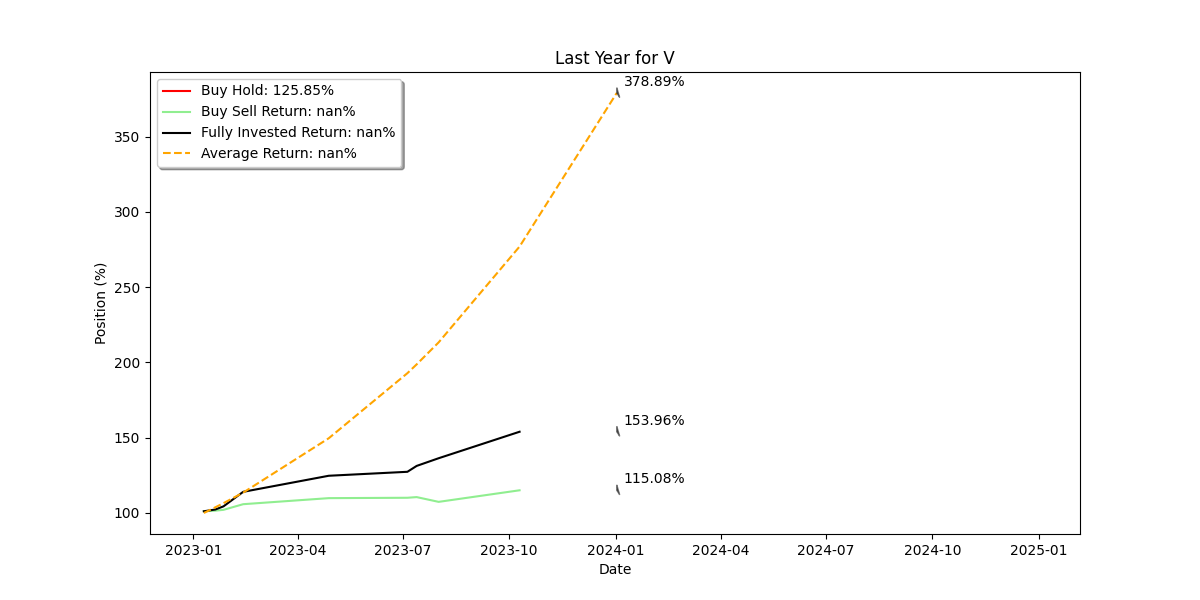 Last Year for V
Buy Hold: 125.85%
Buy Sell Return: nan%
Fully Invested Return: nan%
Average Return: nan%
378.89%
153.96%
115.08%
Position (%)
350
300
250
200
150
100
2023-01 2023-04 2023-07 2023-10 2024-01 2024-04 2024-07 2024-10 2025-01
Date